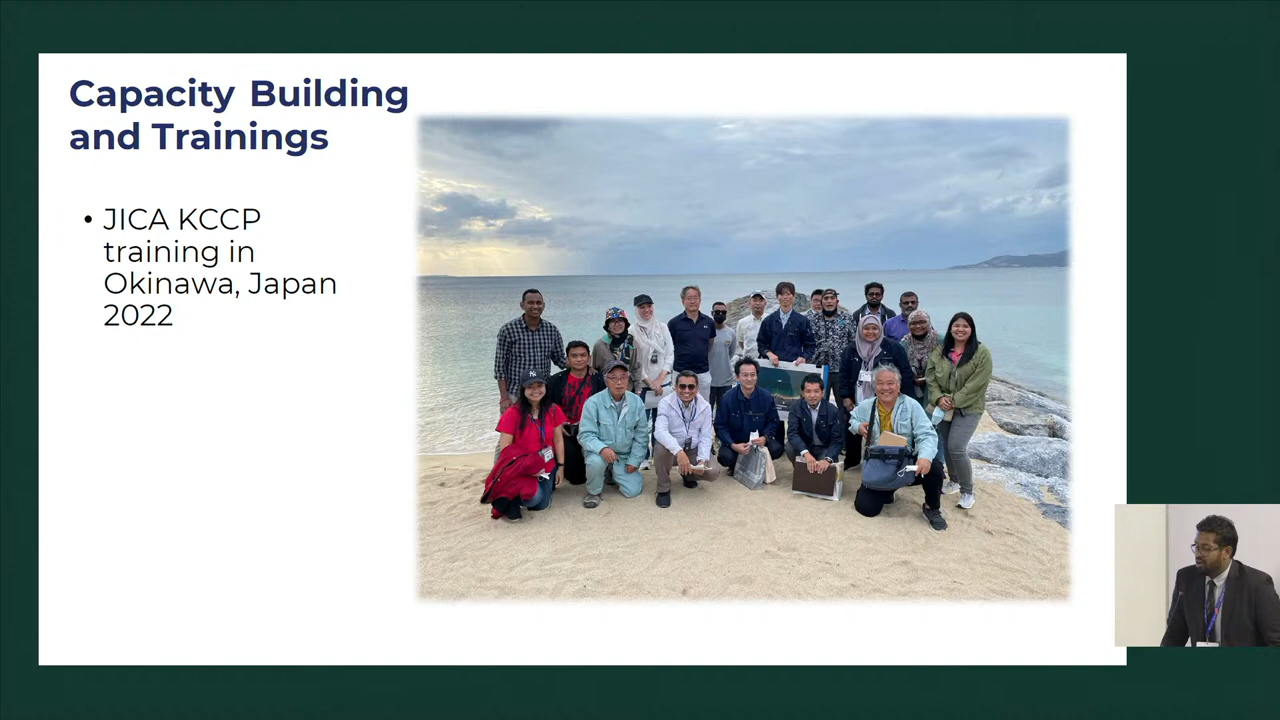 Capacity Building
and Trainings
• JICA KCCP
training in
Okinawa, Japan
2022